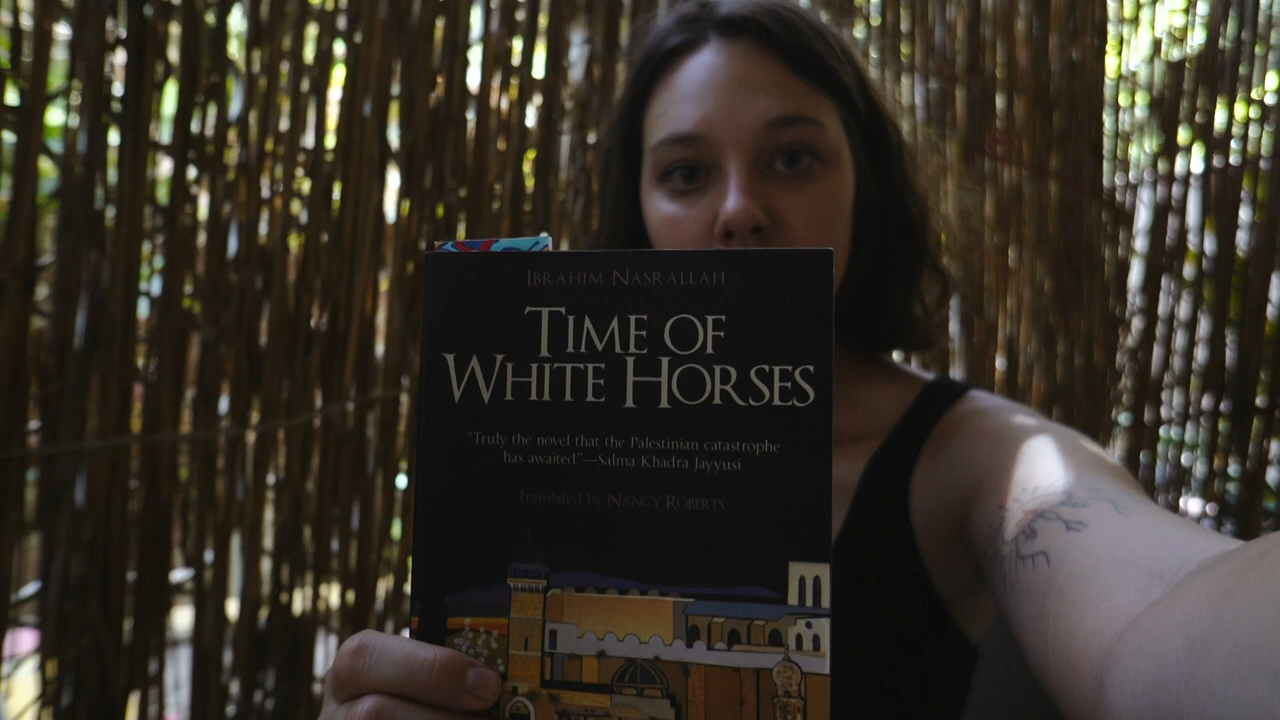 IBRAHIM NASRALLAH
TIME OF
WHITE HORSES
"Truly the novel that the Palestinian catastrophe
has awaited"—Salma Khadra Jayyusi
Translated by NANCY ROBERTS